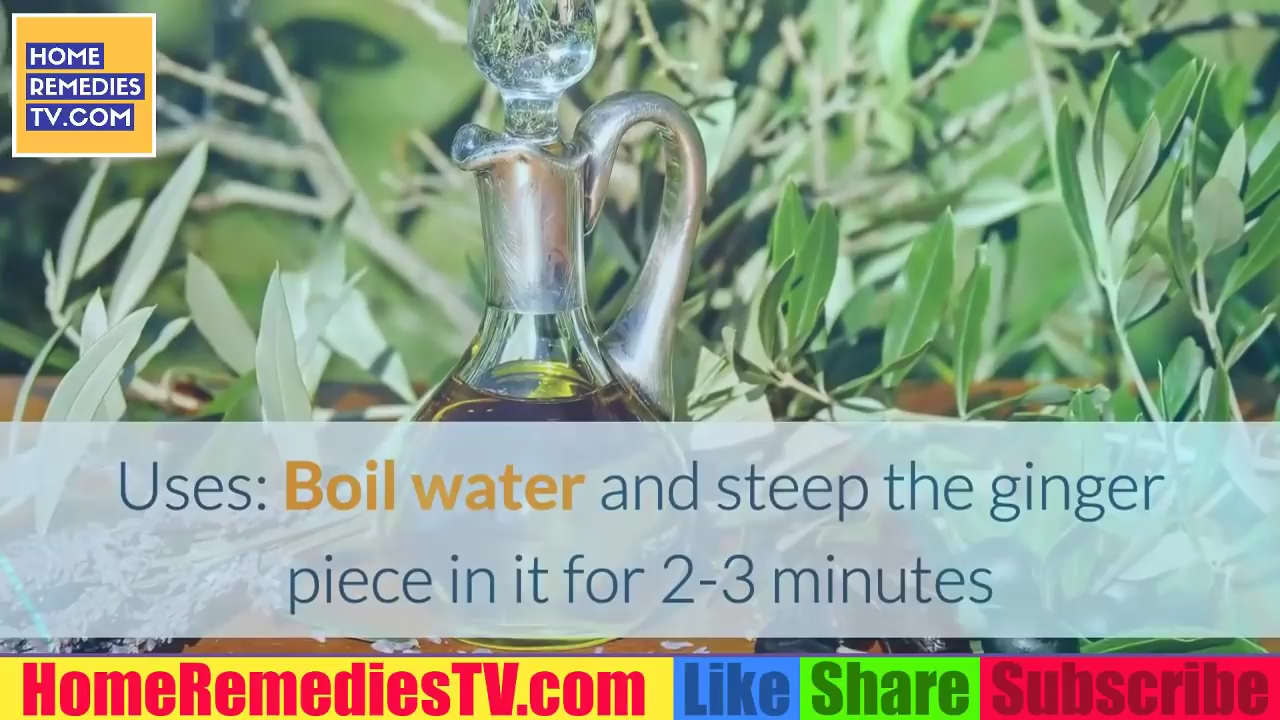 HOME
REMEDIES
TV.COM
Uses: Boil water and steep the ginger
piece in it for 2-3 minutes
HomeRemediesTV.com Like Share Subscribe